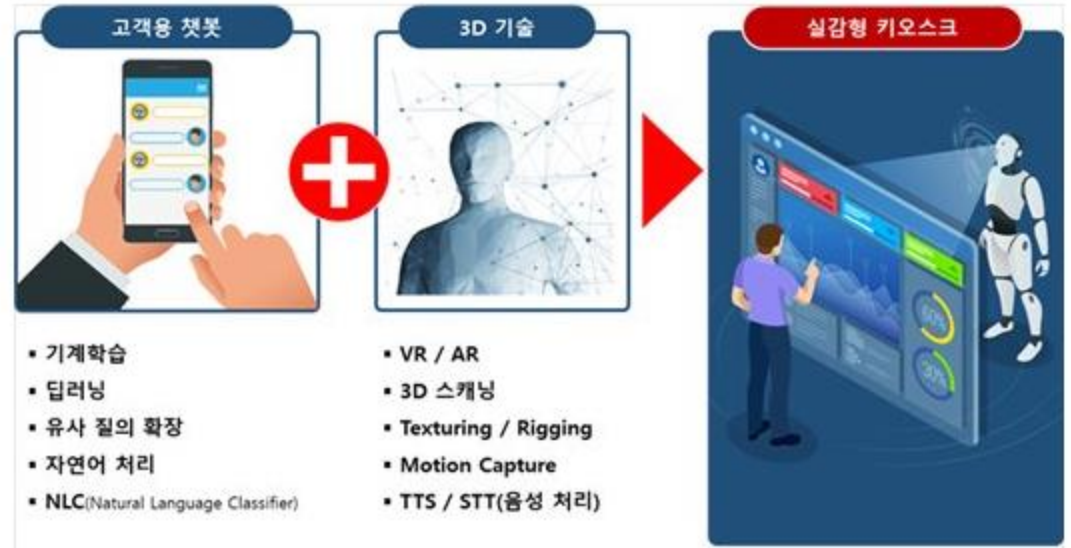 고객용 챗봇
3D 기술
실감형 키오스크
▪ 기계학습
▪ 딥러닝
▪ 유사 질의 확장
▪ 자연어 처리
▪ NLC(Natural Language Classifier)
▪ VR / AR
▪ 3D 스캐닝
▪ Texturing / Rigging
▪ Motion Capture
▪ TTS / STT(음성 처리)
60%
30%